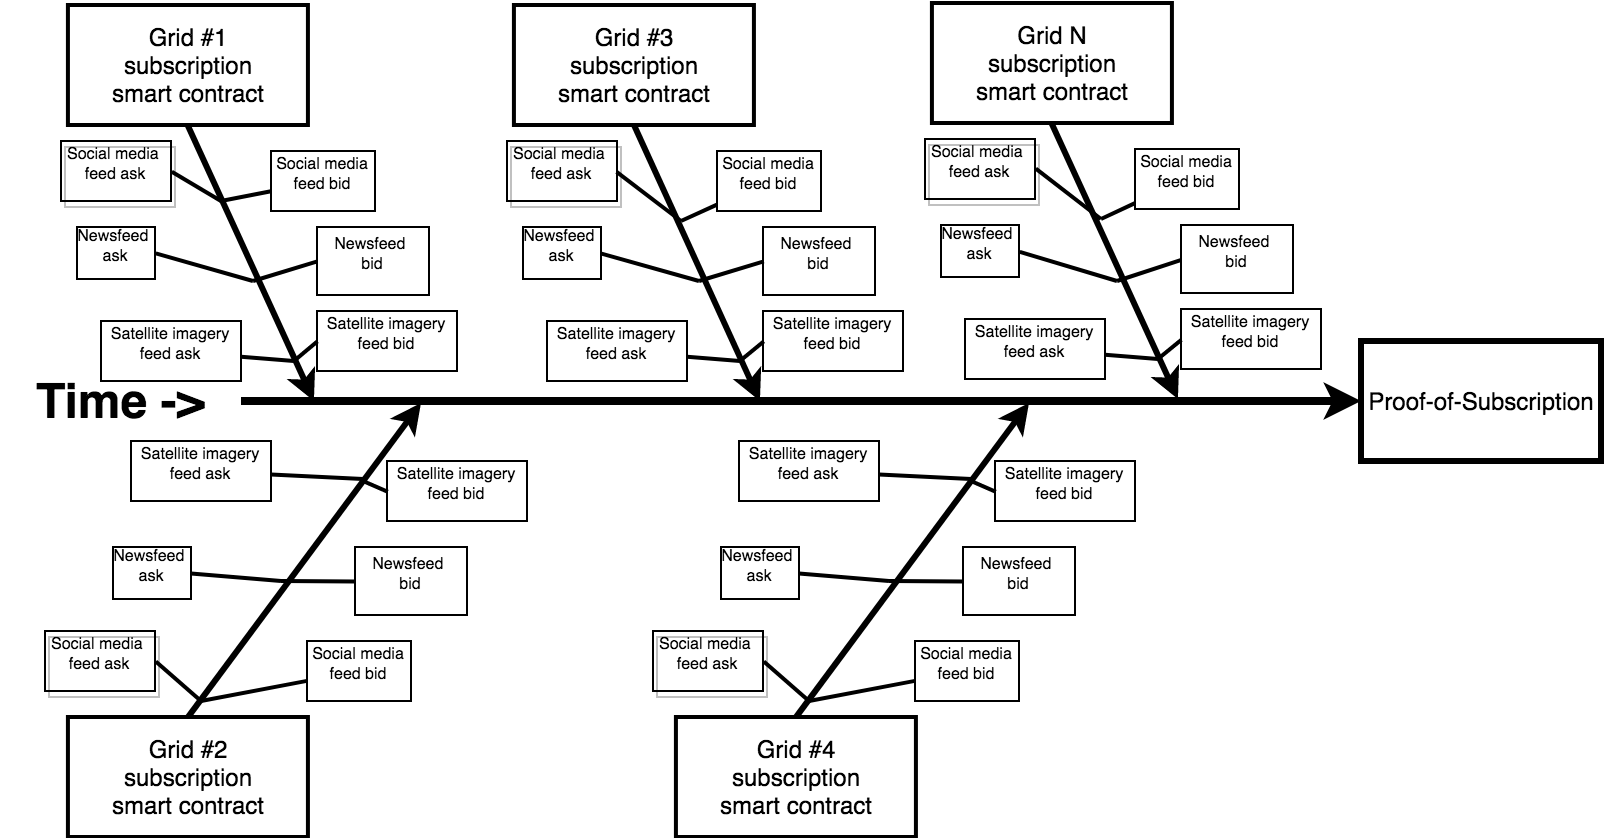 Grid #1
subscription
smart contract
Grid #3
subscription
smart contract
Grid N
subscription
smart contract
Social media
feed ask
Social media
feed bid
Newsfeed
ask
Newsfeed
bid
Satellite imagery
feed ask
Satellite imagery
feed bid
Social media
feed ask
Social media
feed bid
Newsfeed
ask
Newsfeed
bid
Satellite imagery
feed ask
Satellite imagery
feed bid
Social media
feed ask
Social media
feed bid
Newsfeed
ask
Newsfeed
bid
Satellite imagery
feed ask
Satellite imagery
feed bid
Time ->
Proof-of-Subscription
Satellite imagery
feed ask
Satellite imagery
feed bid
Newsfeed
ask
Newsfeed
bid
Social media
feed ask
Social media
feed bid
Satellite imagery
feed ask
Satellite imagery
feed bid
Newsfeed
ask
Newsfeed
bid
Social media
feed ask
Social media
feed bid
Grid #2
subscription
smart contract
Grid #4
subscription
smart contract